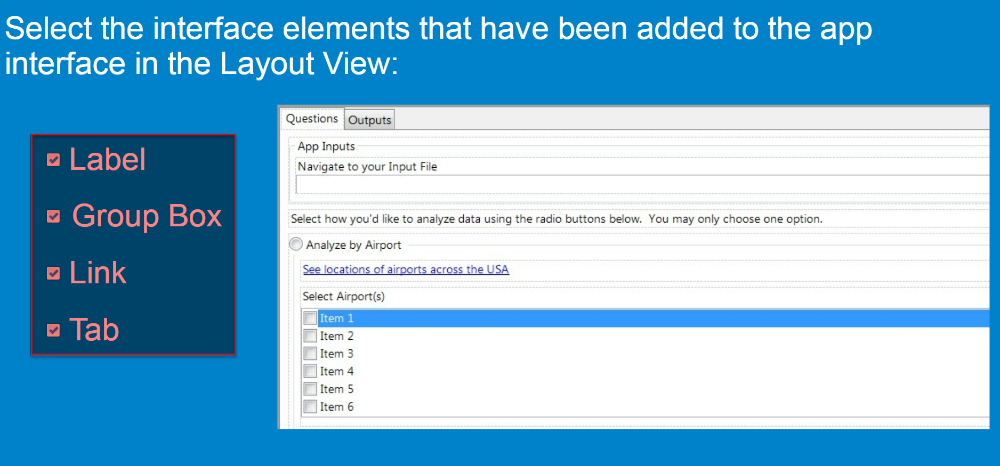 Select the interface elements that have been added to the app
interface in the Layout View:
Label
Group Box
Link
Tab
Questions
Outputs
App Inputs
Navigate to your Input File
Select how you'd like to analyze data using the radio buttons below.  You may only choose one option.
Analyze by Airport
See locations of airports across the USA
Select Airport(s)
Item 1
Item 2
Item 3
Item 4
Item 5
Item 6